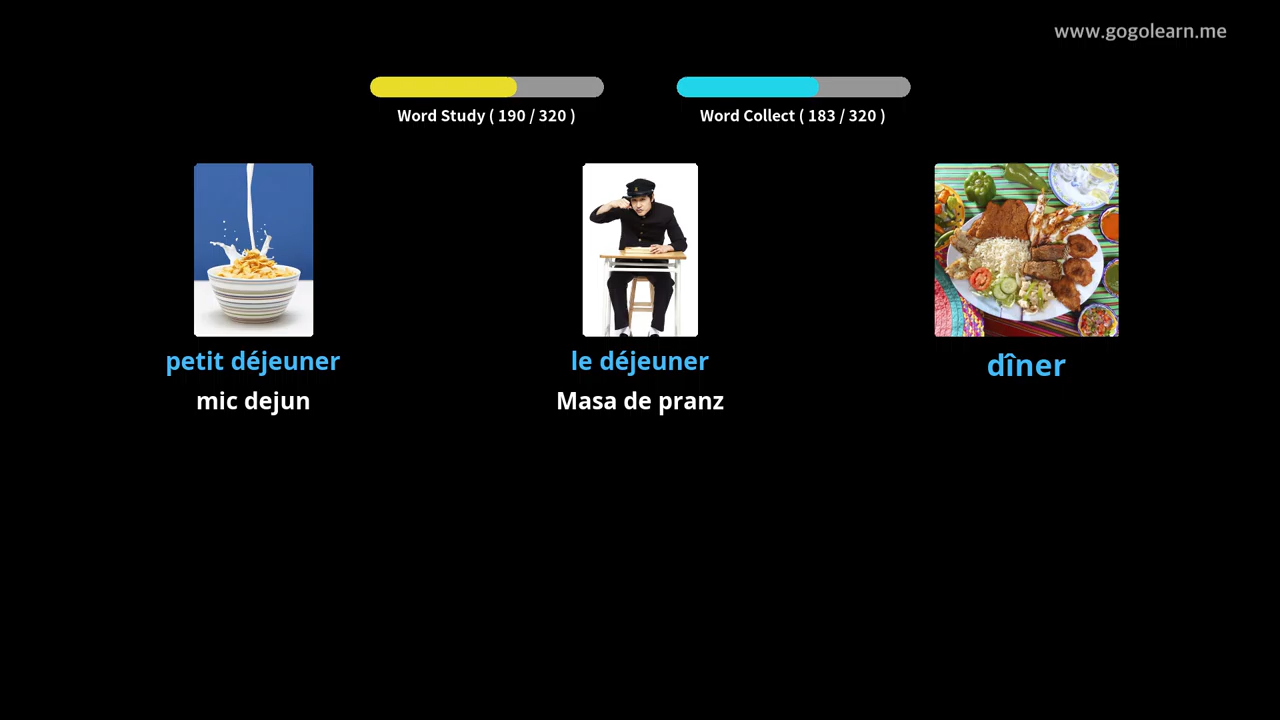 www.gogolearn.me
Word Study ( 190 / 320 )
Word Collect ( 183 / 320 )
petit déjeuner
mic dejun
le déjeuner
Masa de pranz
dîner